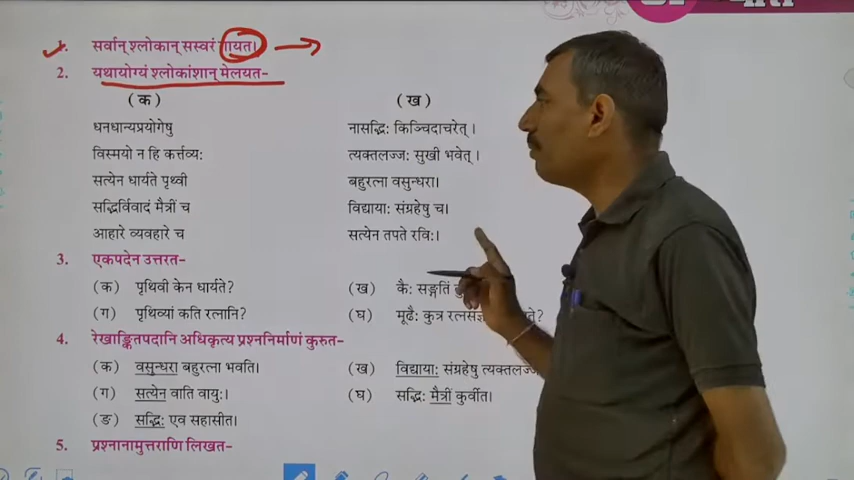 1. सर्वान् श्लोकान् सस्वरं गायत।
2. यथायोग्यं श्लोकांशान् मेलयत-
(क) (ख)
धनधान्यप्रयोगेषु नासद्भिः किञ्चिदाचरेत् ।
विस्मयो न हि कर्त्तव्यः त्यक्तलज्जः सुखी भवेत् ।
सत्येन धार्यते पृथ्वी बहुरत्ना वसुन्धरा।
सद्भिर्विवादं मैत्रीं च विद्यायाः संग्रहेषु च।
आहारे व्यवहारे च सत्येन तपते रविः।
3. एकपदेन उत्तरत-
(क) पृथिवी केन धार्यते? (ख) कैः सङ्गतिं
(ग) पृथिव्यां कति रत्नानि? (घ) मूढैः कुत्र
4. रेखाङ्कितपदानि अधिकृत्य प्रश्ननिर्माणं कुरुत-
(क) वसुन्धरा बहुरत्ना भवति। (ख) विद्यायाः संग्रहेषु त्यक्तलज्जः
(ग) सत्येन वाति वायुः। (घ) सद्भिः मैत्रीं कुर्वीत।
(ङ) सद्भिः एव सहासीत।
5. प्रश्नानामुत्तराणि लिखत-